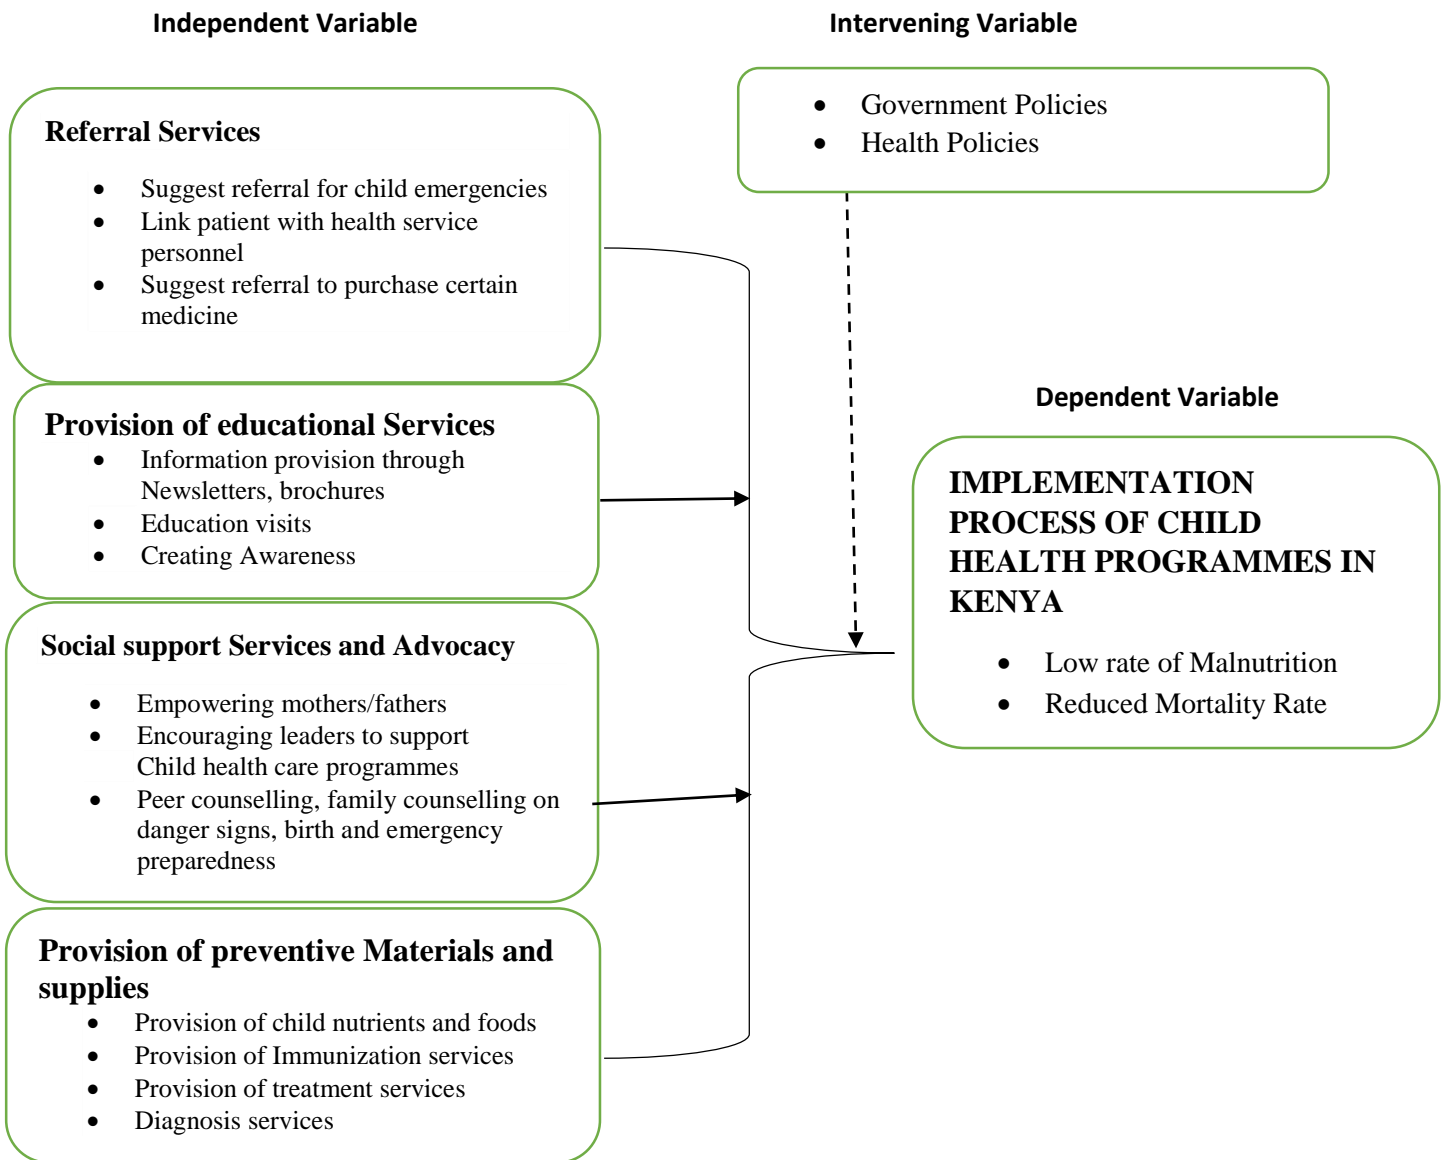 Independent Variable
Intervening Variable
Referral Services
• Suggest referral for child emergencies
• Link patient with health service
personnel
• Suggest referral to purchase certain
medicine
• Government Policies
• Health Policies
Provision of educational Services
• Information provision through
Newsletters, brochures
• Education visits
• Creating Awareness
Social support Services and Advocacy
• Empowering mothers/fathers
• Encouraging leaders to support
Child health care programmes
• Peer counselling, family counselling on
danger signs, birth and emergency
preparedness
Provision of preventive Materials and
supplies
• Provision of child nutrients and foods
• Provision of Immunization services
• Provision of treatment services
• Diagnosis services
Dependent Variable
IMPLEMENTATION
PROCESS OF CHILD
HEALTH PROGRAMMES IN
KENYA
• Low rate of Malnutrition
• Reduced Mortality Rate